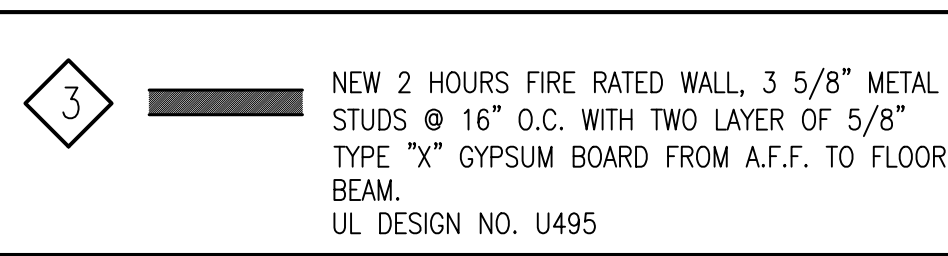 3
NEW 2 HOURS FIRE RATED WALL, 3 5/8" METAL
STUDS @ 16" O.C. WITH TWO LAYER OF 5/8"
TYPE "X" GYPSUM BOARD FROM A.F.F. TO FLOOR
BEAM.
UL DESIGN NO. U495